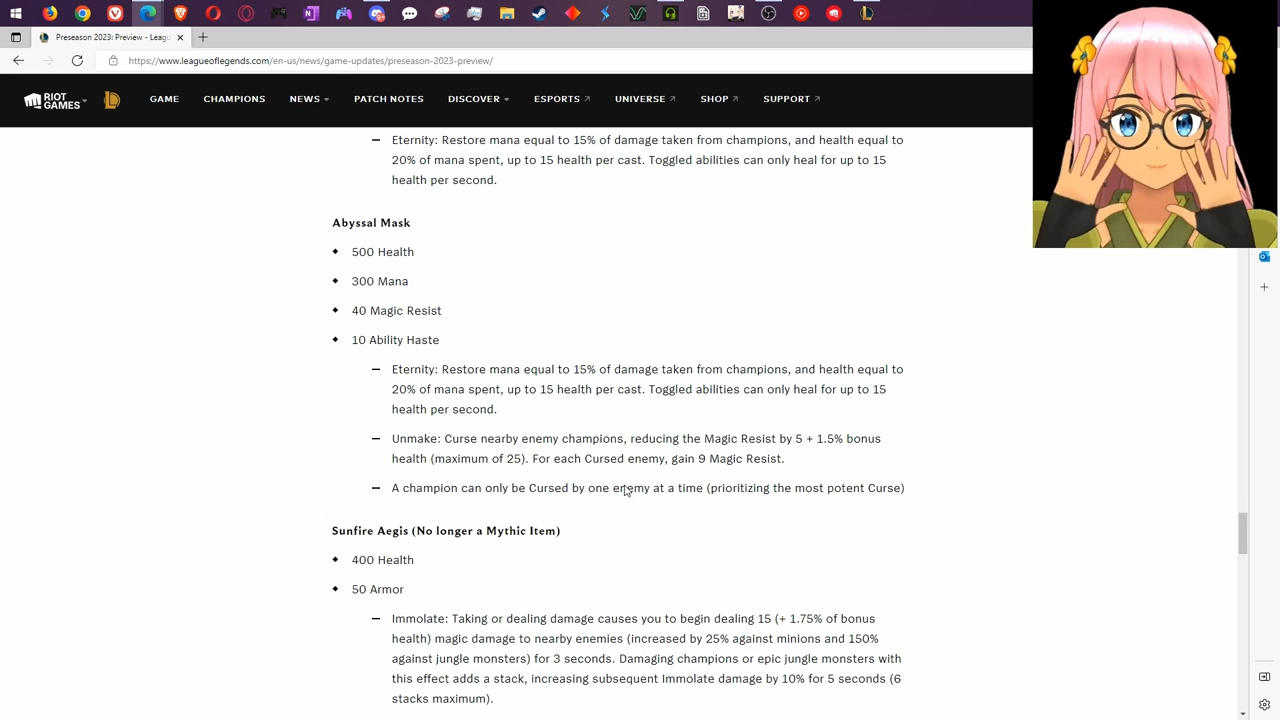 Preseason 2023: Preview - Leagu
https://www.leagueoflegends.com/en-us/news/game-updates/preseason-2023-preview/
RIOT GAMES
GAME
CHAMPIONS
NEWS
PATCH NOTES
DISCOVER
ESPORTS
UNIVERSE
SHOP
SUPPORT
Eternity: Restore mana equal to 15% of damage taken from champions, and health equal to
20% of mana spent, up to 15 health per cast. Toggled abilities can only heal for up to 15
health per second.
Abyssal Mask
500 Health
300 Mana
40 Magic Resist
10 Ability Haste
Eternity: Restore mana equal to 15% of damage taken from champions, and health equal to
20% of mana spent, up to 15 health per cast. Toggled abilities can only heal for up to 15
health per second.
Unmake: Curse nearby enemy champions, reducing the Magic Resist by 5 + 1.5% bonus
health (maximum of 25). For each Cursed enemy, gain 9 Magic Resist.
A champion can only be Cursed by one enemy at a time (prioritizing the most potent Curse)
Sunfire Aegis (No longer a Mythic Item)
400 Health
50 Armor
Immolate: Taking or dealing damage causes you to begin dealing 15 (+ 1.75% of bonus
health) magic damage to nearby enemies (increased by 25% against minions and 150%
against jungle monsters) for 3 seconds. Damaging champions or epic jungle monsters with
this effect adds a stack, increasing subsequent Immolate damage by 10% for 5 seconds (6
stacks maximum).